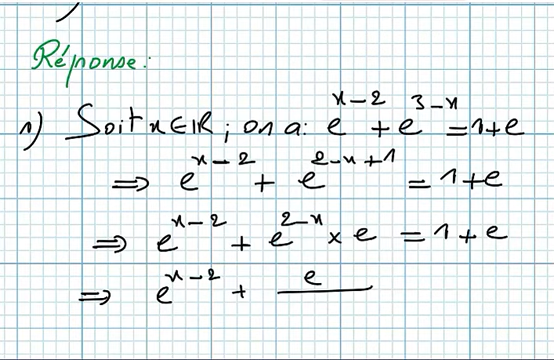 Réponse:
1) Soit x∈ℝ ; on a: e^{x-2} + e^{3-x} = 1+e
⇒ e^{x-2} + e^{2-x+1} = 1+e
⇒ e^{x-2} + e^{2-x} × e = 1+e
⇒ e^{x-2} + e